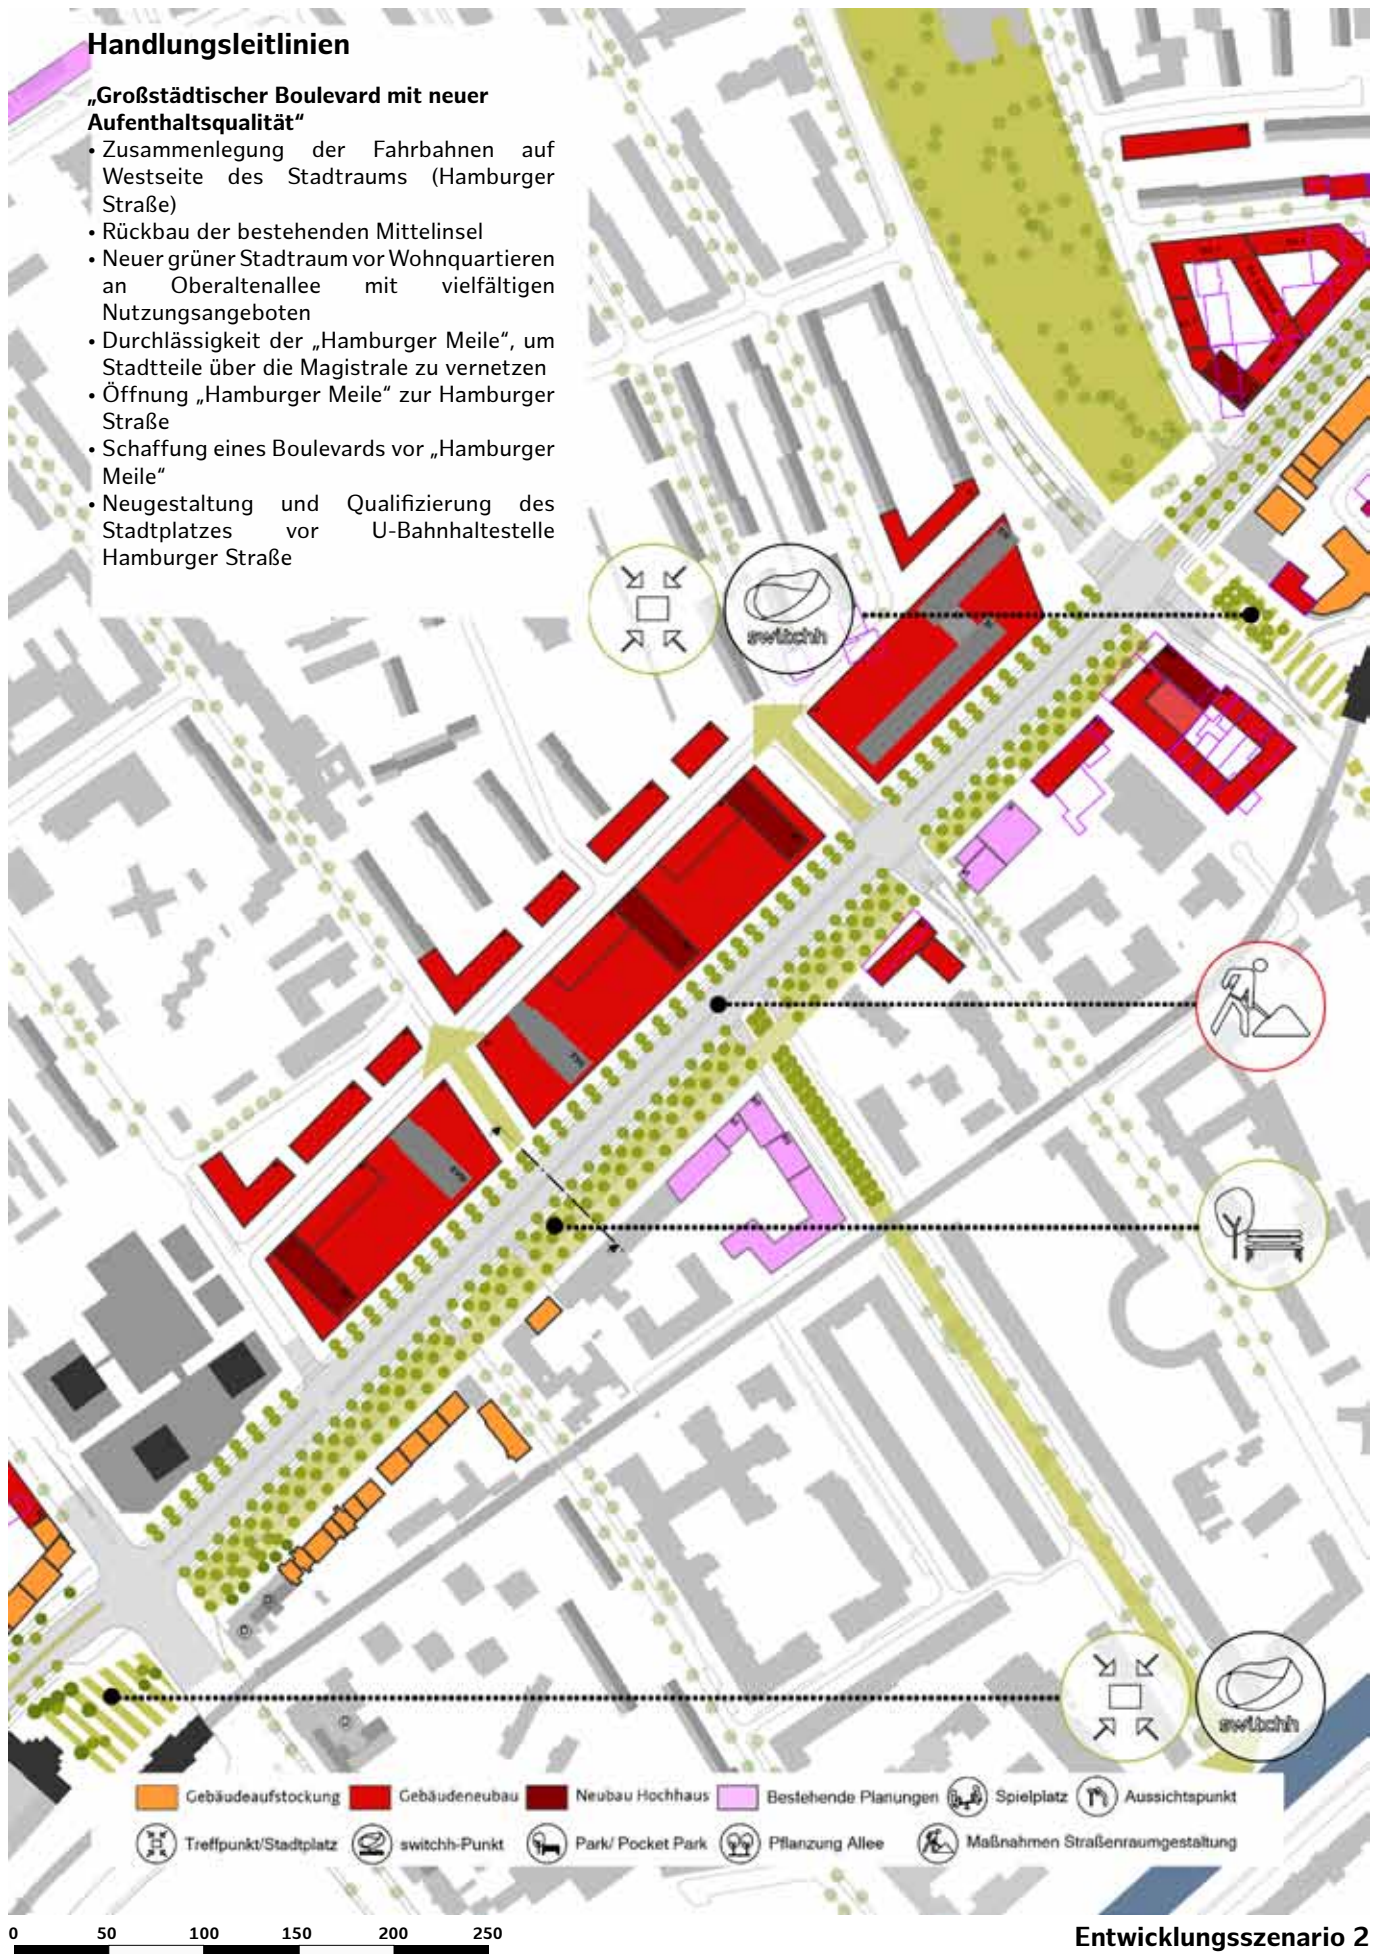 Handlungsleitlinien
„Großstädtischer Boulevard mit neuer
Aufenthaltsqualität“
• Zusammenlegung der Fahrbahnen auf
Westseite des Stadtraums (Hamburger
Straße)
• Rückbau der bestehenden Mittelinsel
• Neuer grüner Stadtraum vor Wohnquartieren
an Oberaltenallee mit vielfältigen
Nutzungsangeboten
• Durchlässigkeit der „Hamburger Meile“, um
Stadtteile über die Magistrale zu vernetzen
• Öffnung „Hamburger Meile“ zur Hamburger
Straße
• Schaffung eines Boulevards vor „Hamburger
Meile“
• Neugestaltung und Qualifizierung des
Stadtplatzes vor U-Bahnhaltestelle
Hamburger Straße
switchh
switchh
Gebäudeaufstockung Gebäudeneubau Neubau Hochhaus Bestehende Planungen Spielplatz Aussichtspunkt
Treffpunkt/Stadtplatz switchh-Punkt Park/ Pocket Park Pflanzung Allee Maßnahmen Straßenraumgestaltung
0 50 100 150 200 250
Entwicklungsszenario 2